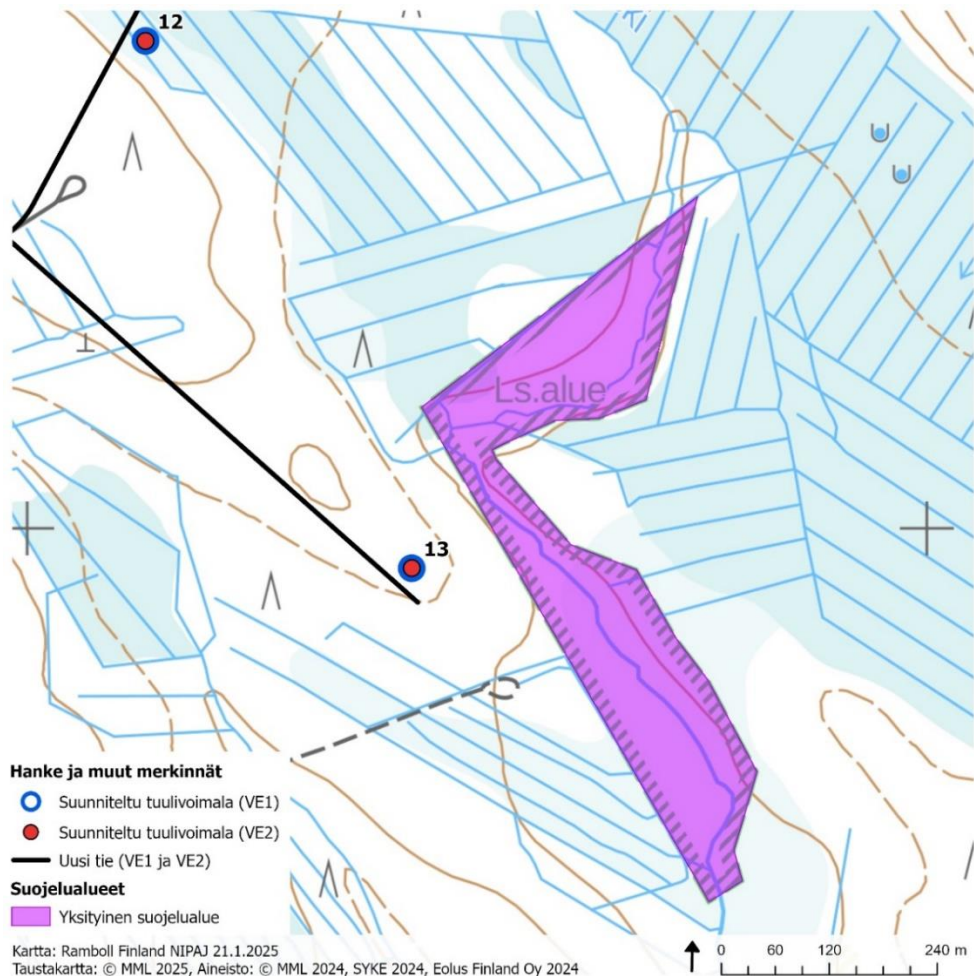 12
Ls.alue
13
Hanke ja muut merkinnät
Suunniteltu tuulivoimala (VE1)
Suunniteltu tuulivoimala (VE2)
Uusi tie (VE1 ja VE2)
Suojelualueet
Yksityinen suojelualue
Kartta: Ramboll Finland NIPAJ 21.1.2025
Taustakartta: © MML 2025, Aineisto: © MML 2024, SYKE 2024, Eolus Finland Oy 2024
0 60 120 240 m